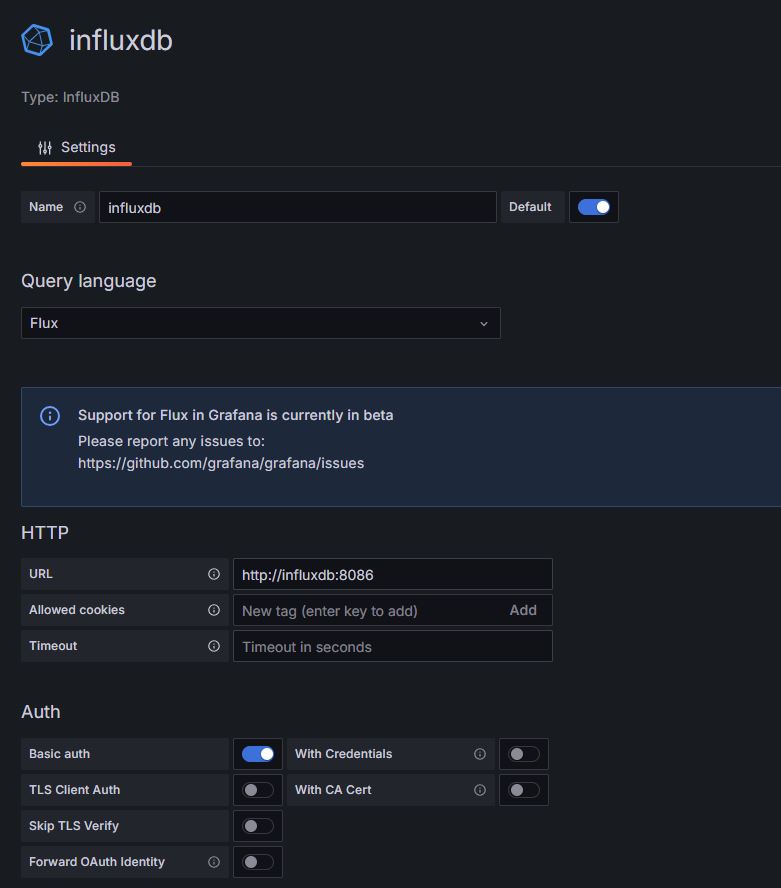 influxdb
Type: InfluxDB
Settings
Name influxdb Default
Query language
Flux
Support for Flux in Grafana is currently in beta
Please report any issues to:
https://github.com/grafana/grafana/issues
HTTP
URL http://influxdb:8086
Allowed cookies New tag (enter key to add) Add
Timeout Timeout in seconds
Auth
Basic auth With Credentials
TLS Client Auth With CA Cert
Skip TLS Verify
Forward OAuth Identity